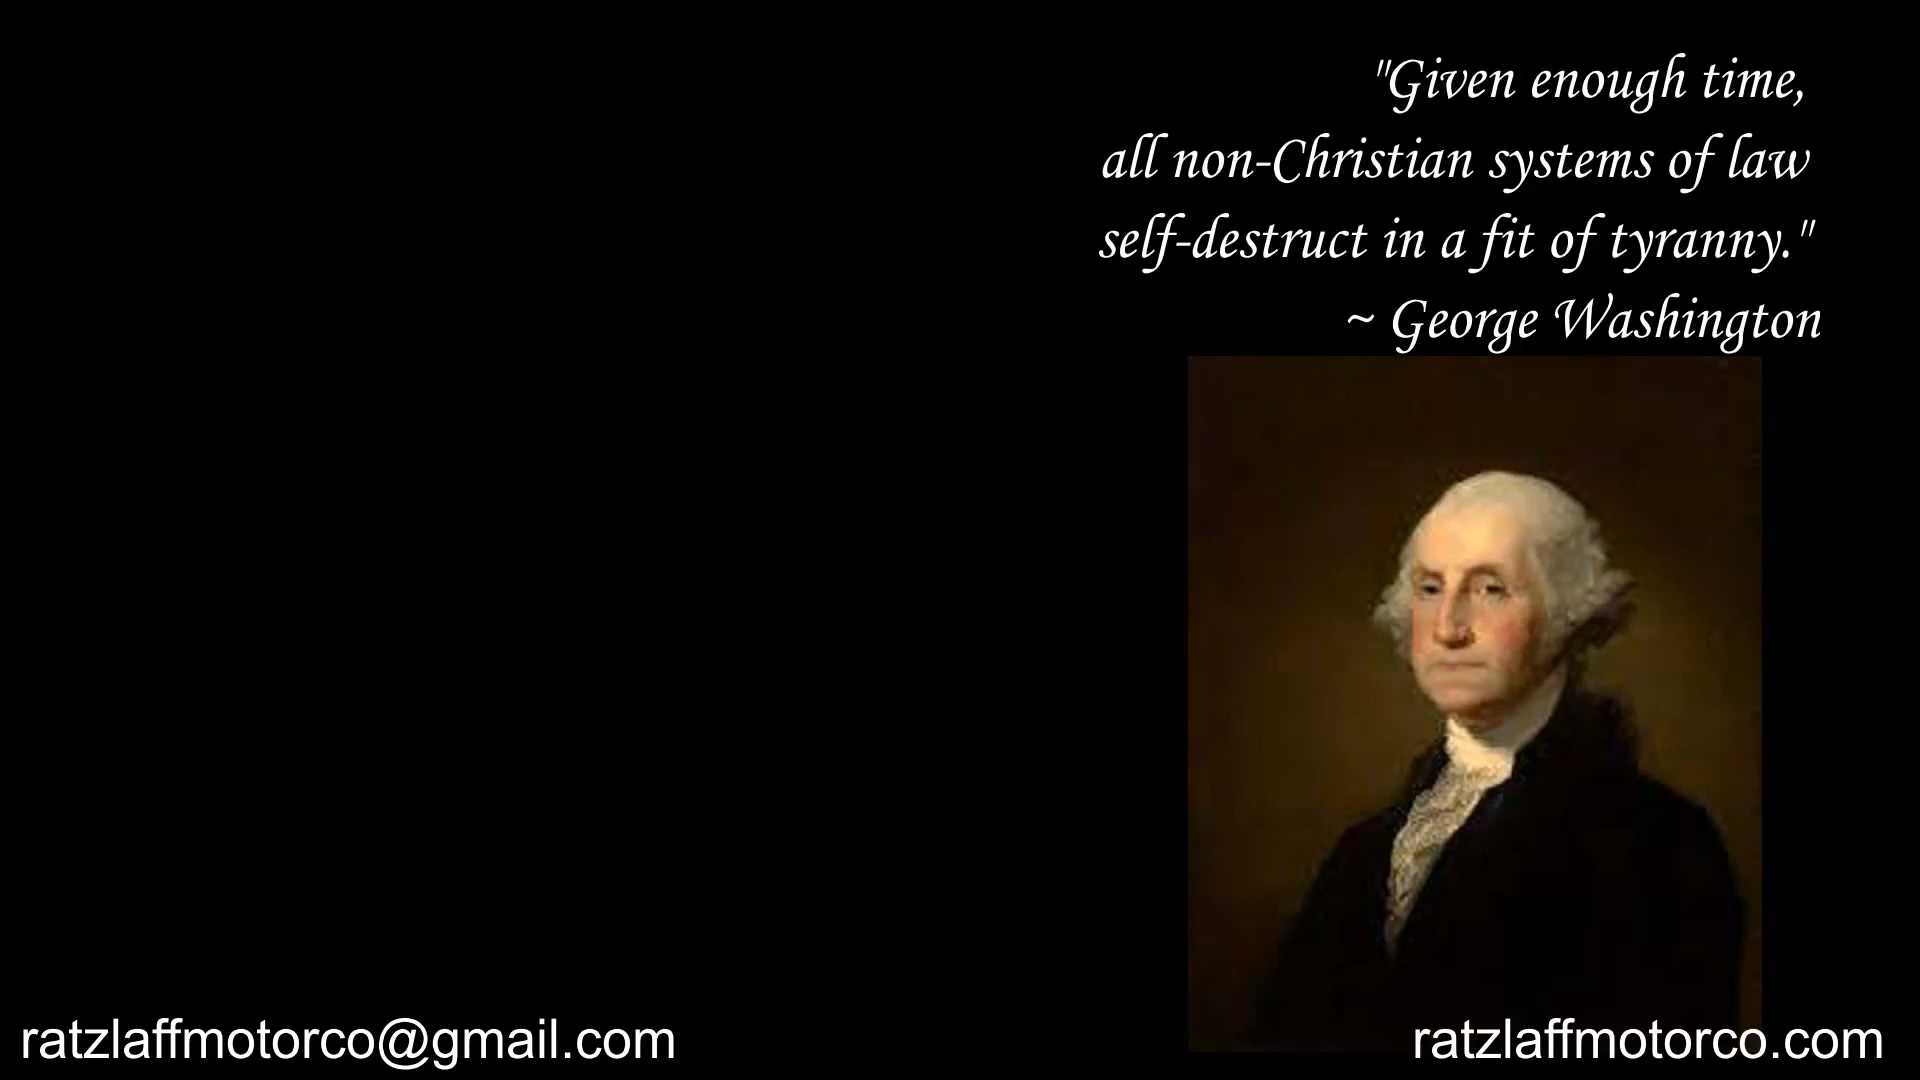 "Given enough time,
all non-Christian systems of law
self-destruct in a fit of tyranny."
~ George Washington
ratzlaffmotorco@gmail.com
ratzlaffmotorco.com